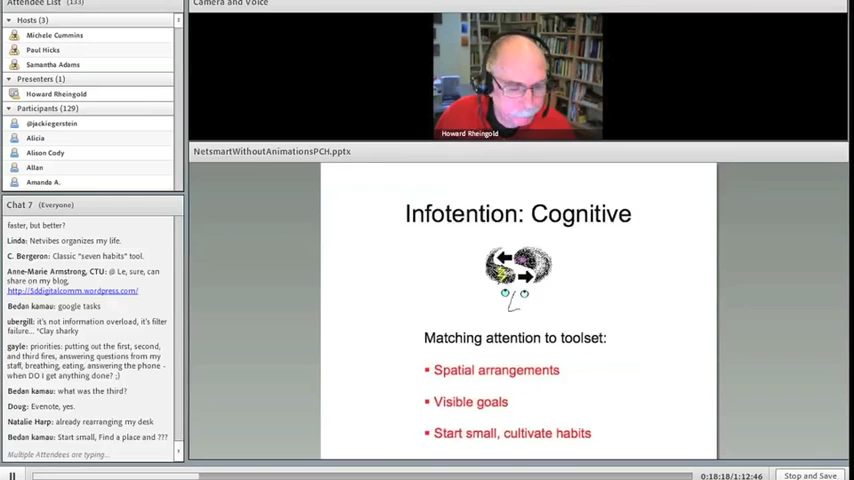 Attendee List (133)
Hosts (3)
Michele Cummins
Paul Hicks
Samantha Adams
Presenters (1)
Howard Rheingold
Participants (129)
@jackiegerstein
Alicia
Alison Cody
Allan
Amanda A.
Chat 7 (Everyone)
faster, but better?
Linda: Netvibes organizes my life.
C. Bergeron: Classic "seven habits" tool.
Anne-Marie Armstrong, CTU: @ Le, sure, can
share on my blog,
http://5ddigitalcomm.wordpress.com/
Bedan kamau: google tasks
ubergill: it's not information overload, it's filter
failure... "Clay sharky
gayle: priorities: putting out the first, second,
and third fires, answering questions from my
staff, breathing, eating, answering the phone -
when DO I get anything done? ;)
Bedan kamau: what was the third?
Doug: Evenote, yes.
Natalie Harp: already rearranging my desk
Bedan kamau: Start small, Find a place and ???
Multiple Attendees are typing...
Camera and Voice
Howard Rheingold
NetsmartWithoutAnimationsPCH.pptx
Infotention: Cognitive
Matching attention to toolset:
▪ Spatial arrangements
▪ Visible goals
▪ Start small, cultivate habits
0:18:18/1:12:46
Stop and Save